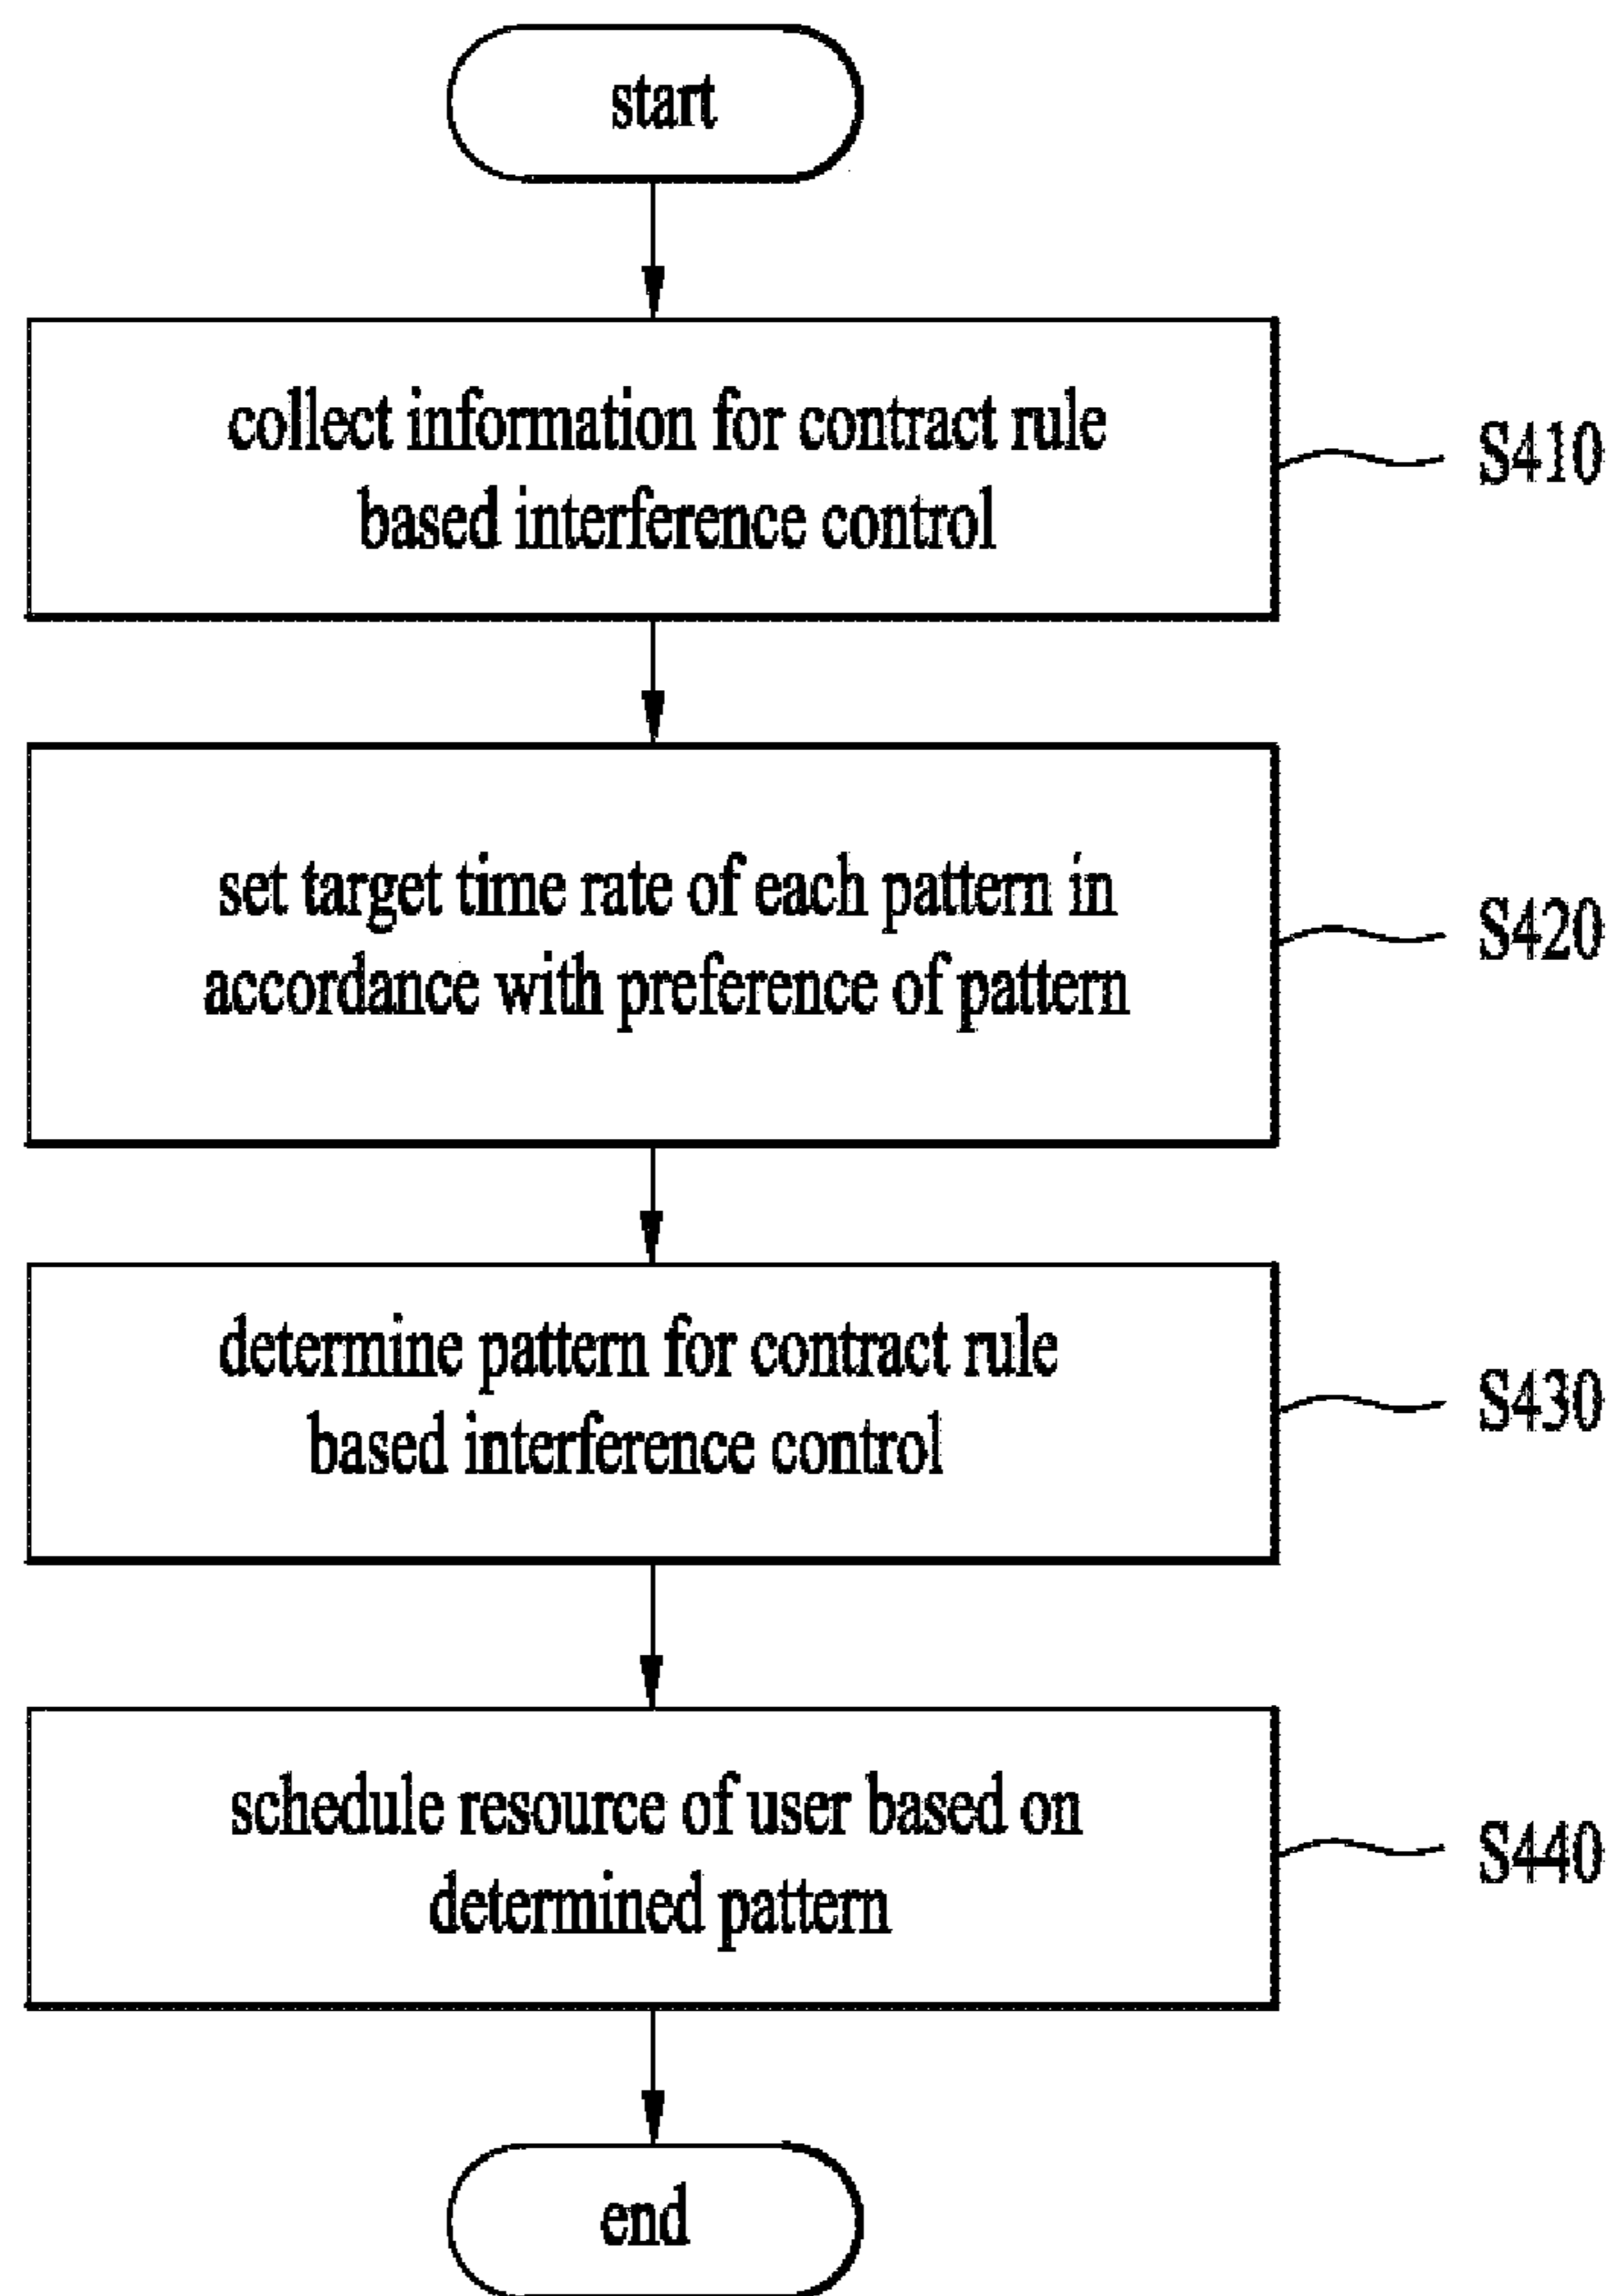 start
collect information for contract rule
based interference control
S410
set target time rate of each pattern in
accordance with preference of pattern
S420
determine pattern for contract rule
based interference control
S430
schedule resource of user based on
determined pattern
S440
end